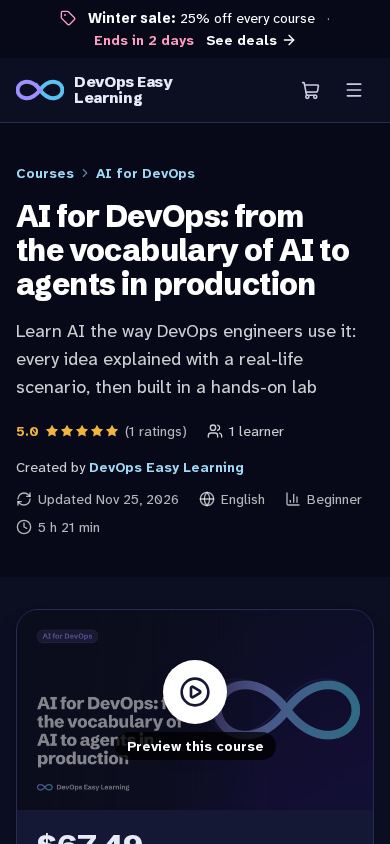 Winter sale: 25% off every course ·
Ends in 2 days See deals →
DevOps Easy
Learning
Courses > AI for DevOps
AI for DevOps: from
the vocabulary of AI to
agents in production
Learn AI the way DevOps engineers use it:
every idea explained with a real-life
scenario, then built in a hands-on lab
5.0 ★★★★★ (1 ratings) 1 learner
Created by DevOps Easy Learning
Updated Nov 25, 2026 English Beginner
5 h 21 min
AI for DevOps
AI for DevOps: f
the vocabulary of
AI to agents in
production
Preview this course
DevOps Easy Learning
$67.49